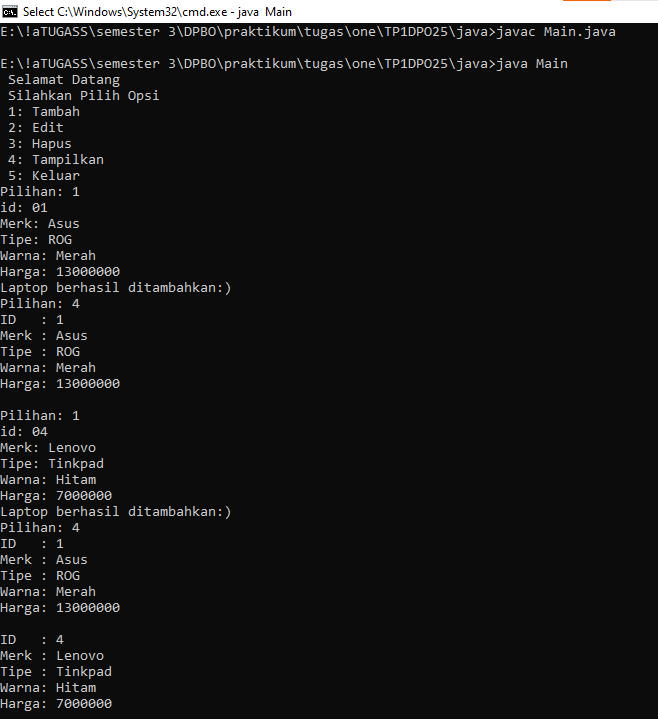 Select C:\Windows\System32\cmd.exe - java Main
E:\!aTUGASS\semester 3\DPBO\praktikum\tugas\one\TP1DPO25\java>javac Main.java
E:\!aTUGASS\semester 3\DPBO\praktikum\tugas\one\TP1DPO25\java>java Main
Selamat Datang
Silahkan Pilih Opsi
1: Tambah
2: Edit
3: Hapus
4: Tampilkan
5: Keluar
Pilihan: 1
id: 01
Merk: Asus
Tipe: ROG
Warna: Merah
Harga: 13000000
Laptop berhasil ditambahkan:)
Pilihan: 4
ID   : 1
Merk : Asus
Tipe : ROG
Warna: Merah
Harga: 13000000
Pilihan: 1
id: 04
Merk: Lenovo
Tipe: Tinkpad
Warna: Hitam
Harga: 7000000
Laptop berhasil ditambahkan:)
Pilihan: 4
ID   : 1
Merk : Asus
Tipe : ROG
Warna: Merah
Harga: 13000000
ID   : 4
Merk : Lenovo
Tipe : Tinkpad
Warna: Hitam
Harga: 7000000